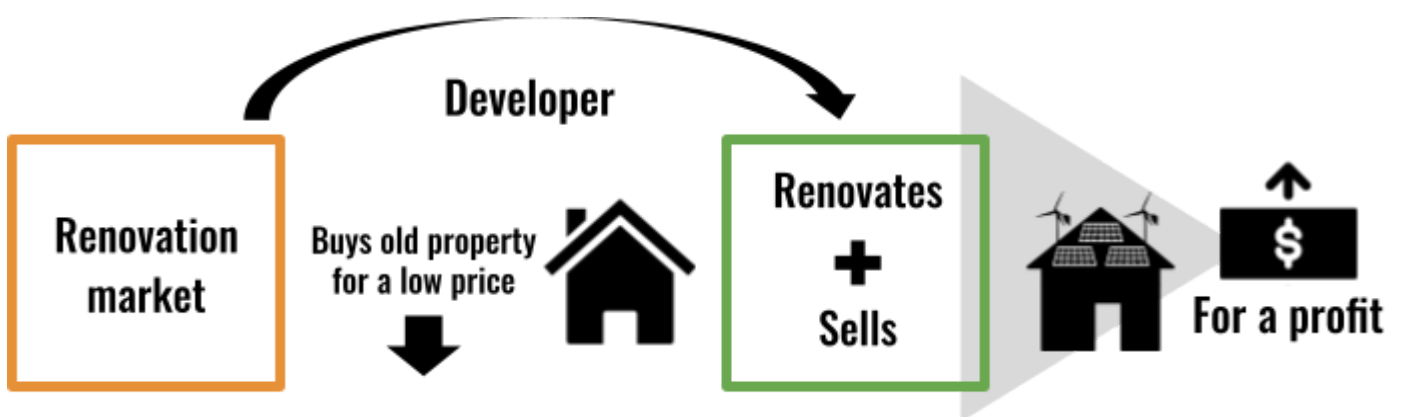 Developer
Renovation
market
Buys old property
for a low price
Renovates
+
Sells
$
For a profit